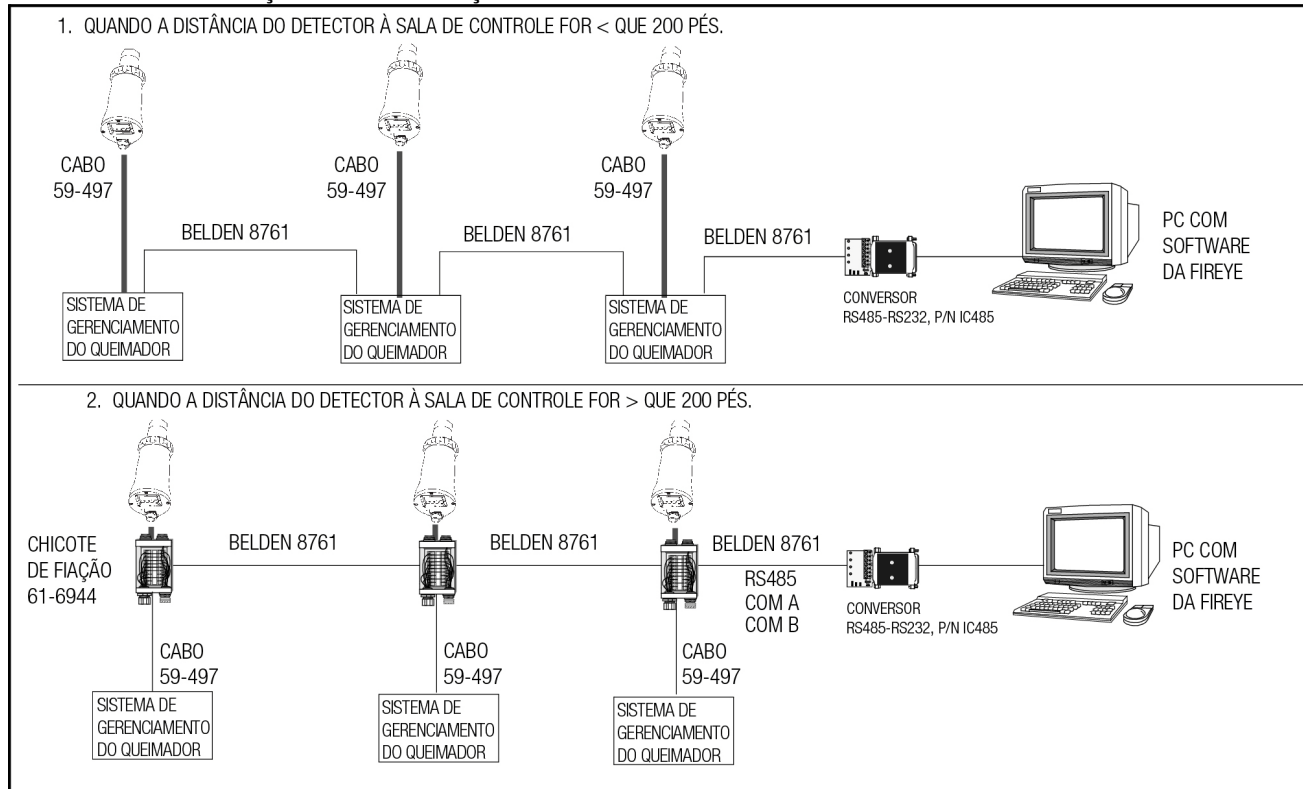 1. QUANDO A DISTÂNCIA DO DETECTOR À SALA DE CONTROLE FOR < QUE 200 PÉS.
CABO
59-497
CABO
59-497
CABO
59-497
BELDEN 8761
BELDEN 8761
BELDEN 8761
SISTEMA DE
GERENCIAMENTO
DO QUEIMADOR
SISTEMA DE
GERENCIAMENTO
DO QUEIMADOR
SISTEMA DE
GERENCIAMENTO
DO QUEIMADOR
CONVERSOR
RS485-RS232, P/N IC485
PC COM
SOFTWARE
DA FIREYE
2. QUANDO A DISTÂNCIA DO DETECTOR À SALA DE CONTROLE FOR > QUE 200 PÉS.
CHICOTE
DE FIAÇÃO
61-6944
BELDEN 8761
BELDEN 8761
BELDEN 8761
RS485
COM A
COM B
CONVERSOR
RS485-RS232, P/N IC485
PC COM
SOFTWARE
DA FIREYE
CABO
59-497
CABO
59-497
CABO
59-497
SISTEMA DE
GERENCIAMENTO
DO QUEIMADOR
SISTEMA DE
GERENCIAMENTO
DO QUEIMADOR
SISTEMA DE
GERENCIAMENTO
DO QUEIMADOR